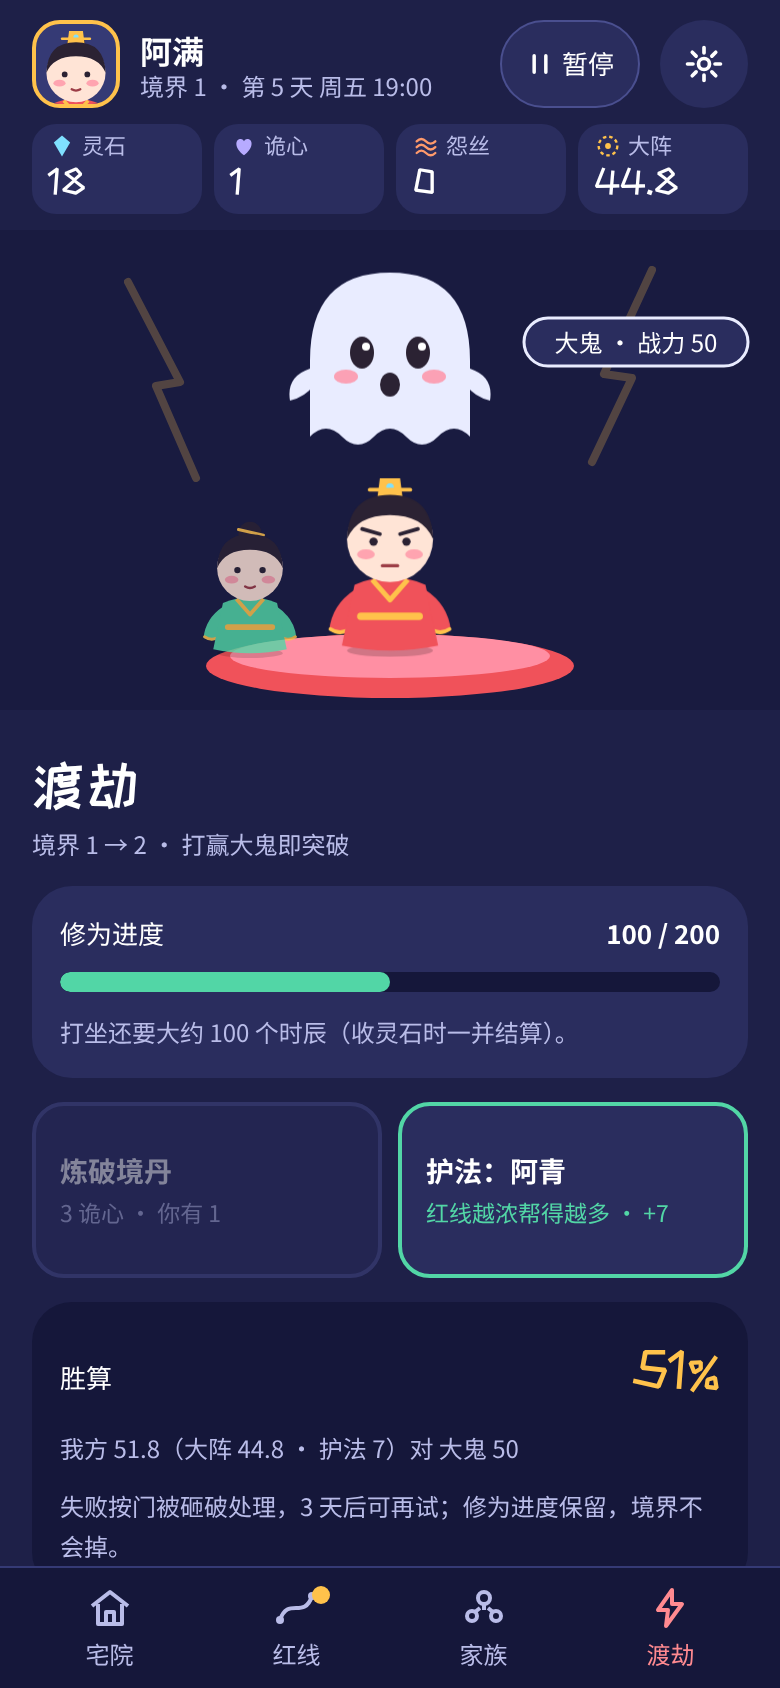 阿满
境界 1 · 第 5 天 周五 19:00
暂停
灵石
18
诡心
1
怨丝
0
大阵
44.8
大鬼 · 战力 50
渡劫
境界 1 → 2 · 打赢大鬼即突破
修为进度
100 / 200
打坐还要大约 100 个时辰（收灵石时一并结算）。
炼破境丹
3 诡心 · 你有 1
护法：阿青
红线越浓帮得越多 · +7
胜算
51%
我方 51.8（大阵 44.8 · 护法 7）对 大鬼 50
失败按门被砸破处理，3 天后可再试；修为进度保留，境界不
会掉。
宅院
红线
家族
渡劫